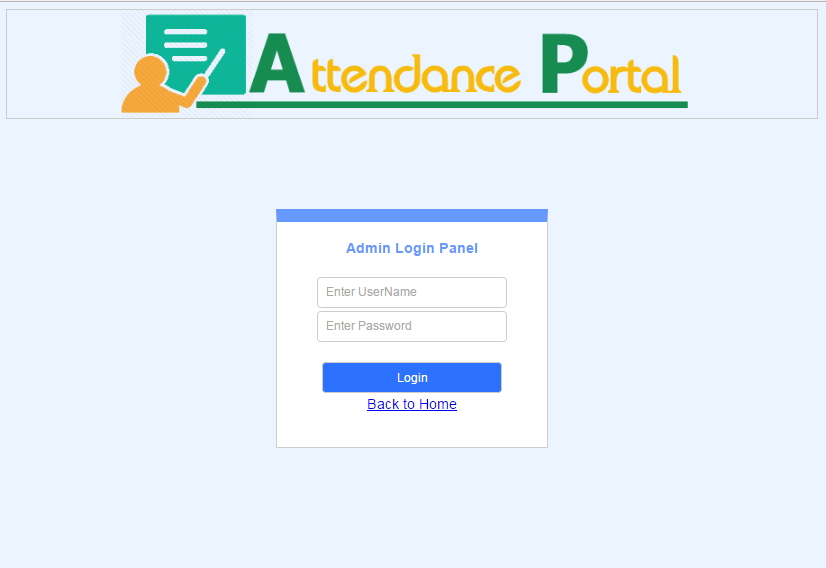 Attendance Portal
Admin Login Panel
Enter UserName
Enter Password
Login
Back to Home